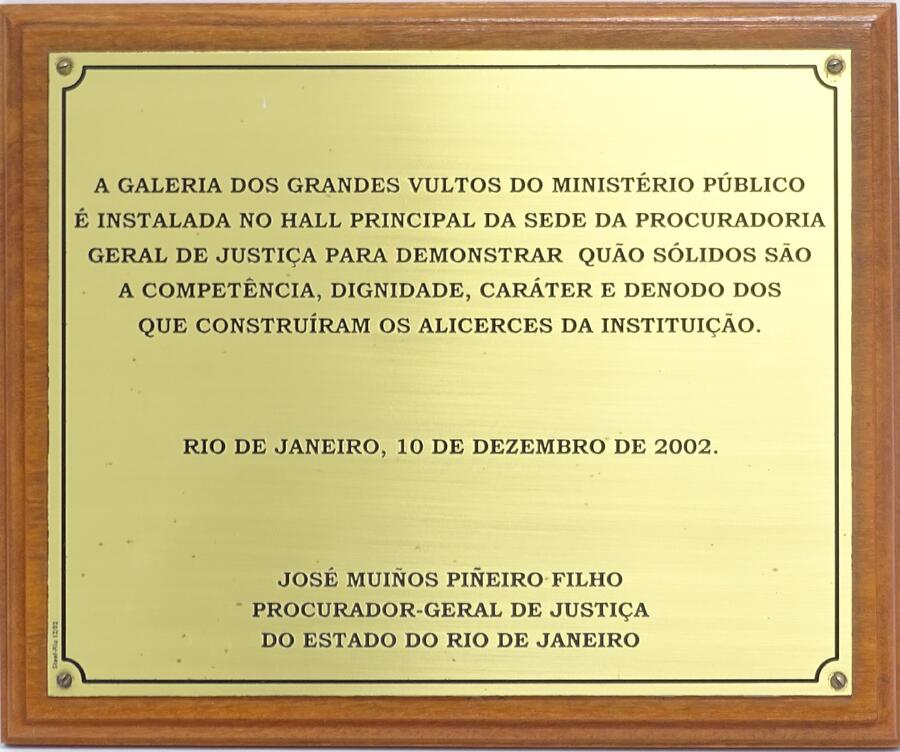 A GALERIA DOS GRANDES VULTOS DO MINISTÉRIO PÚBLICO
É INSTALADA NO HALL PRINCIPAL DA SEDE DA PROCURADORIA
GERAL DE JUSTIÇA PARA DEMONSTRAR QUÃO SÓLIDOS SÃO
A COMPETÊNCIA, DIGNIDADE, CARÁTER E DENODO DOS
QUE CONSTRUÍRAM OS ALICERCES DA INSTITUIÇÃO.
RIO DE JANEIRO, 10 DE DEZEMBRO DE 2002.
JOSÉ MUIÑOS PIÑEIRO FILHO
PROCURADOR-GERAL DE JUSTIÇA
DO ESTADO DO RIO DE JANEIRO